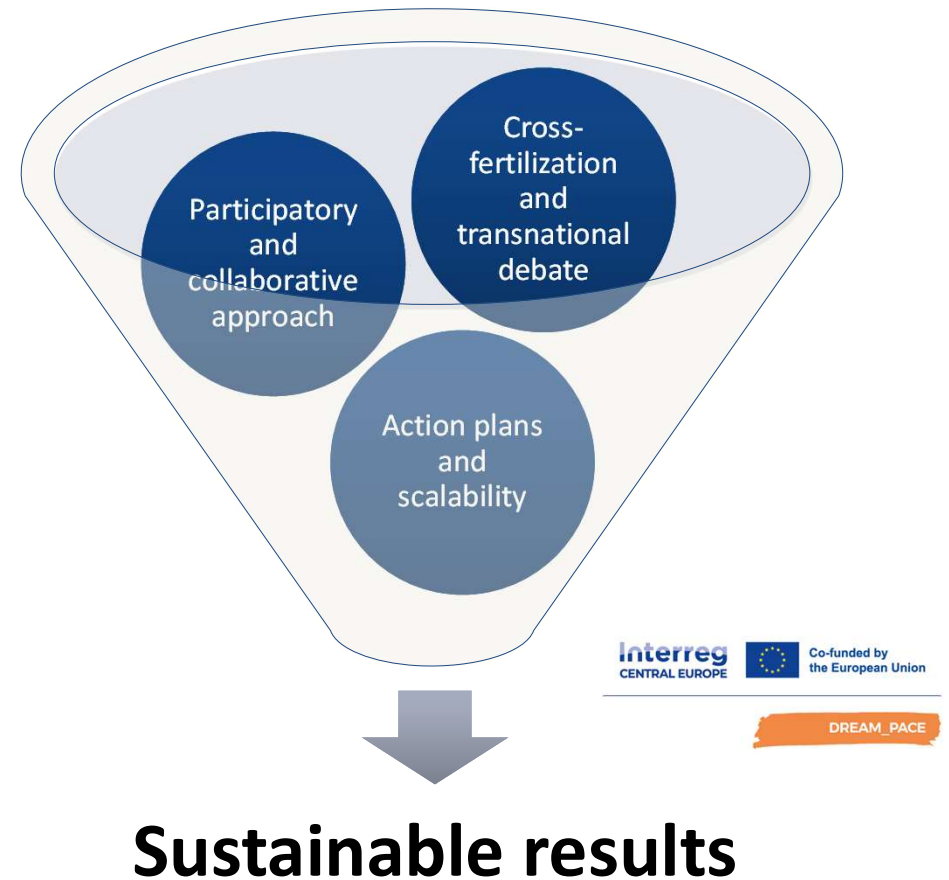 Participatory
and
collaborative
approach
Cross-
fertilization
and
transnational
debate
Action plans
and
scalability
Interreg
CENTRAL EUROPE
Co-funded by
the European Union
DREAM_PACE
Sustainable results